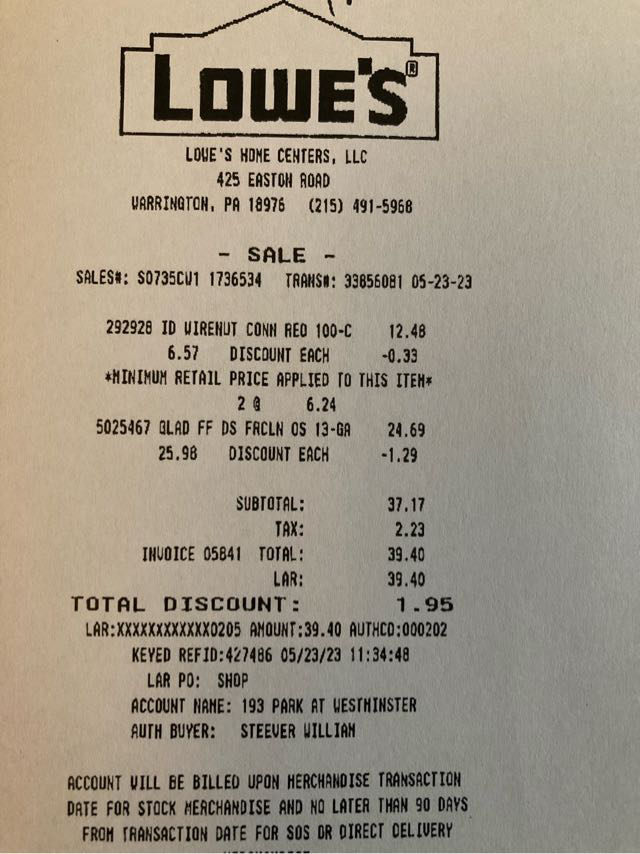 LOWE'S®
LOWE'S HOME CENTERS, LLC
425 EASTON ROAD
WARRINGTON, PA 18976 (215) 491-5968
- SALE -
SALES#: S0735CW1 1736534 TRANS#: 33856081 05-23-23
292928 ID WIRENUT CONN RED 100-C 12.48
6.57 DISCOUNT EACH -0.33
*MINIMUM RETAIL PRICE APPLIED TO THIS ITEM*
2 @ 6.24
5025467 GLAD FF DS FRCLN OS 13-GA 24.69
25.98 DISCOUNT EACH -1.29
SUBTOTAL: 37.17
TAX: 2.23
INVOICE 05841 TOTAL: 39.40
LAR: 39.40
TOTAL DISCOUNT: 1.95
LAR:XXXXXXXXXXXX0205 AMOUNT:39.40 AUTHCD:000202
KEYED REFID:427486 05/23/23 11:34:48
LAR PO: SHOP
ACCOUNT NAME: 193 PARK AT WESTMINSTER
AUTH BUYER: STEEVER WILLIAM
ACCOUNT WILL BE BILLED UPON MERCHANDISE TRANSACTION
DATE FOR STOCK MERCHANDISE AND NO LATER THAN 90 DAYS
FROM TRANSACTION DATE FOR SOS OR DIRECT DELIVERY